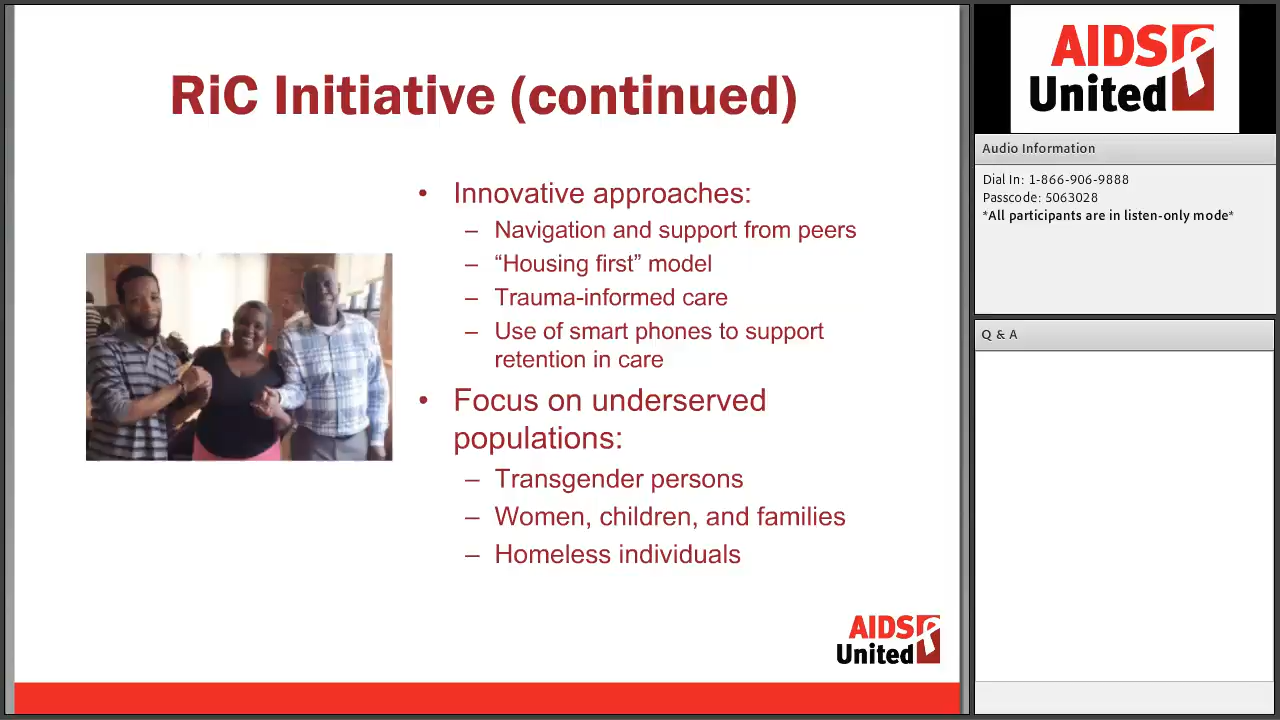 RiC Initiative (continued)
• Innovative approaches:
– Navigation and support from peers
– “Housing first” model
– Trauma-informed care
– Use of smart phones to support
retention in care
• Focus on underserved
populations:
– Transgender persons
– Women, children, and families
– Homeless individuals
AIDS
United
AIDS
United
Audio Information
Dial In: 1-866-906-9888
Passcode: 5063028
*All participants are in listen-only mode*
Q & A